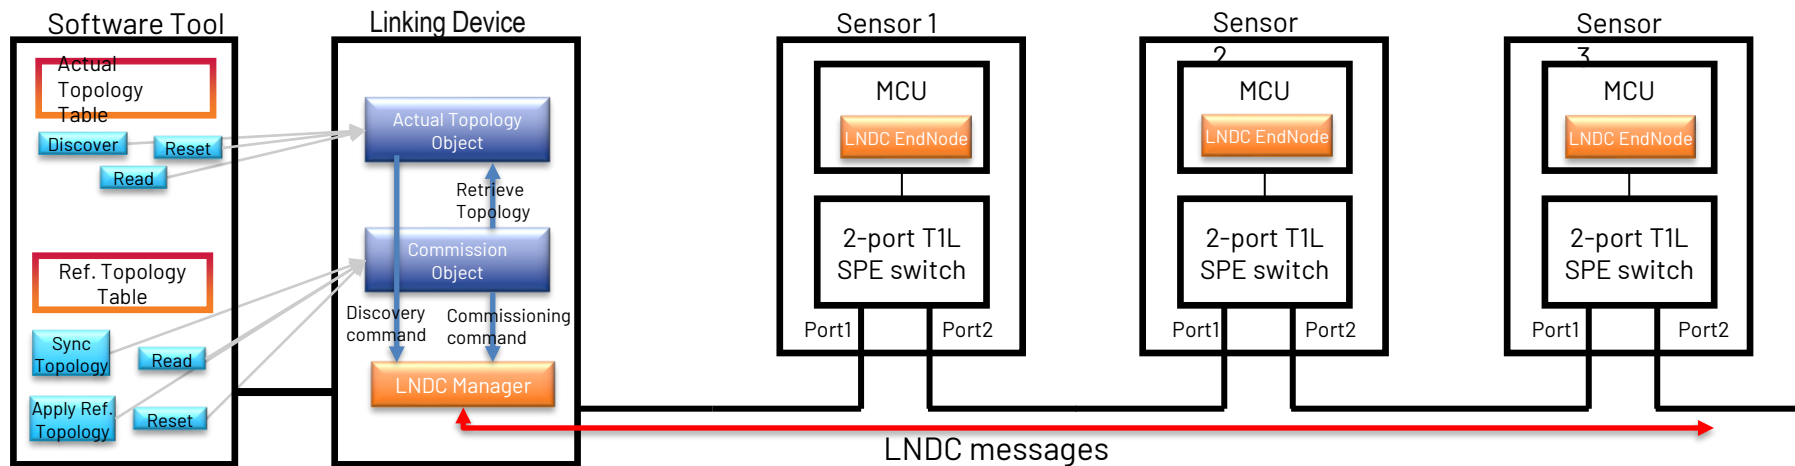 Software Tool
Actual
Topology
Table
Discover
Reset
Read
Ref. Topology
Table
Sync
Topology
Read
Apply Ref.
Topology
Reset
Linking Device
Actual Topology
Object
Retrieve
Topology
Commission
Object
Discovery
command
Commissioning
command
LNDC Manager
Sensor 1
MCU
LNDC EndNode
2-port T1L
SPE switch
Port1
Port2
Sensor
2
MCU
LNDC EndNode
2-port T1L
SPE switch
Port1
Port2
Sensor
3
MCU
LNDC EndNode
2-port T1L
SPE switch
Port1
Port2
LNDC messages